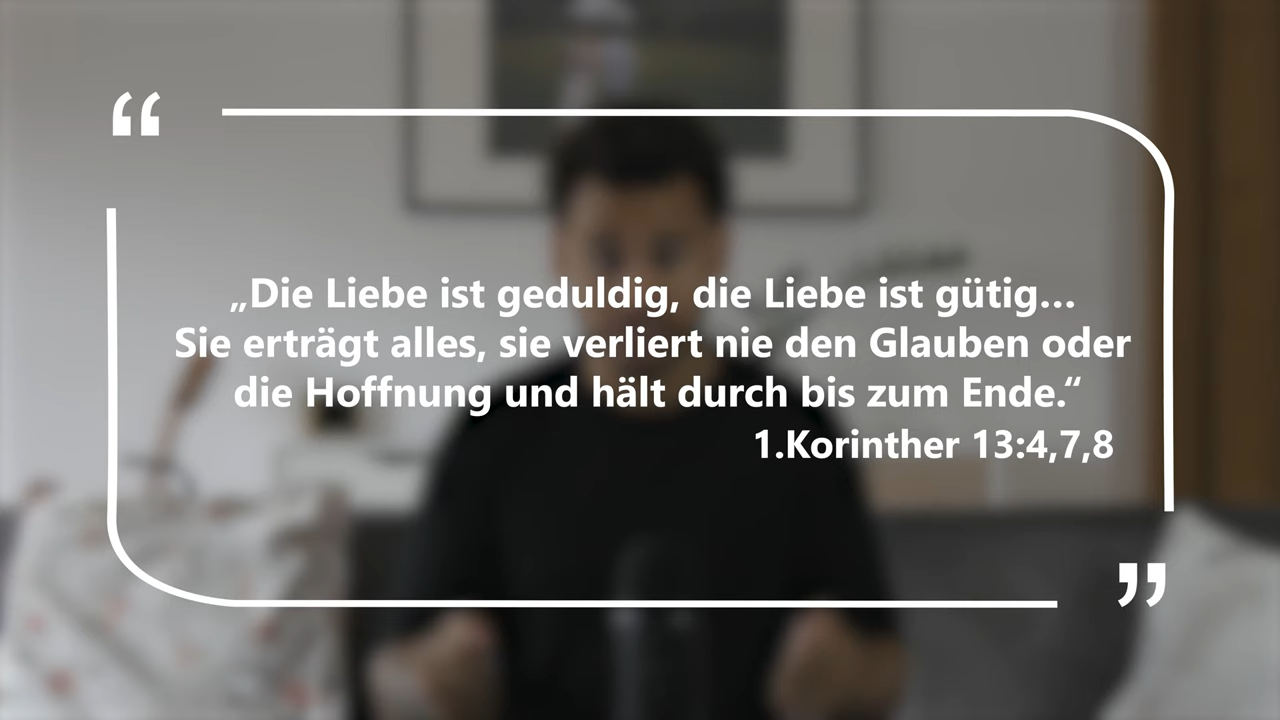 „Die Liebe ist geduldig, die Liebe ist gütig...
Sie erträgt alles, sie verliert nie den Glauben oder
die Hoffnung und hält durch bis zum Ende.“
1.Korinther 13:4,7,8